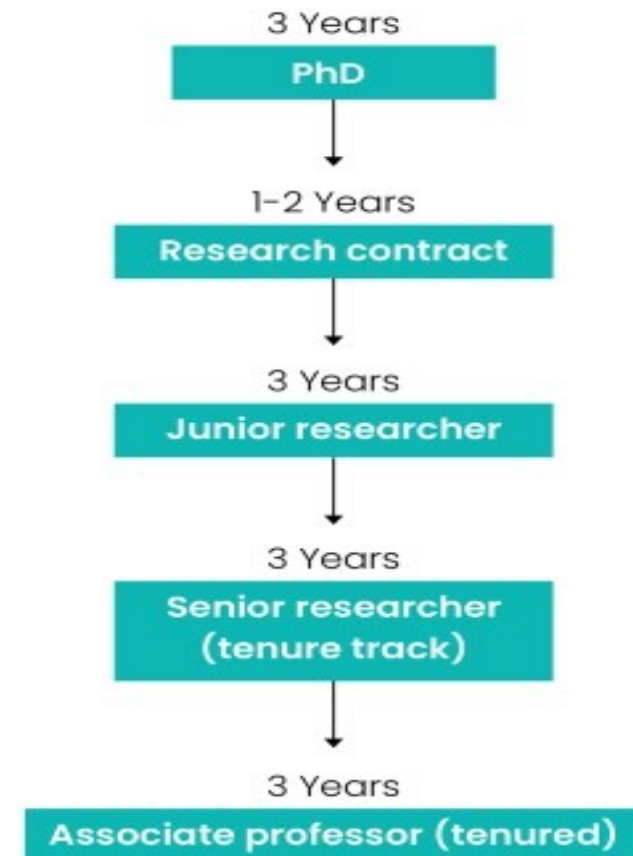 3 Years
PhD
1-2 Years
Research contract
3 Years
Junior researcher
3 Years
Senior researcher
(tenure track)
3 Years
Associate professor (tenured)